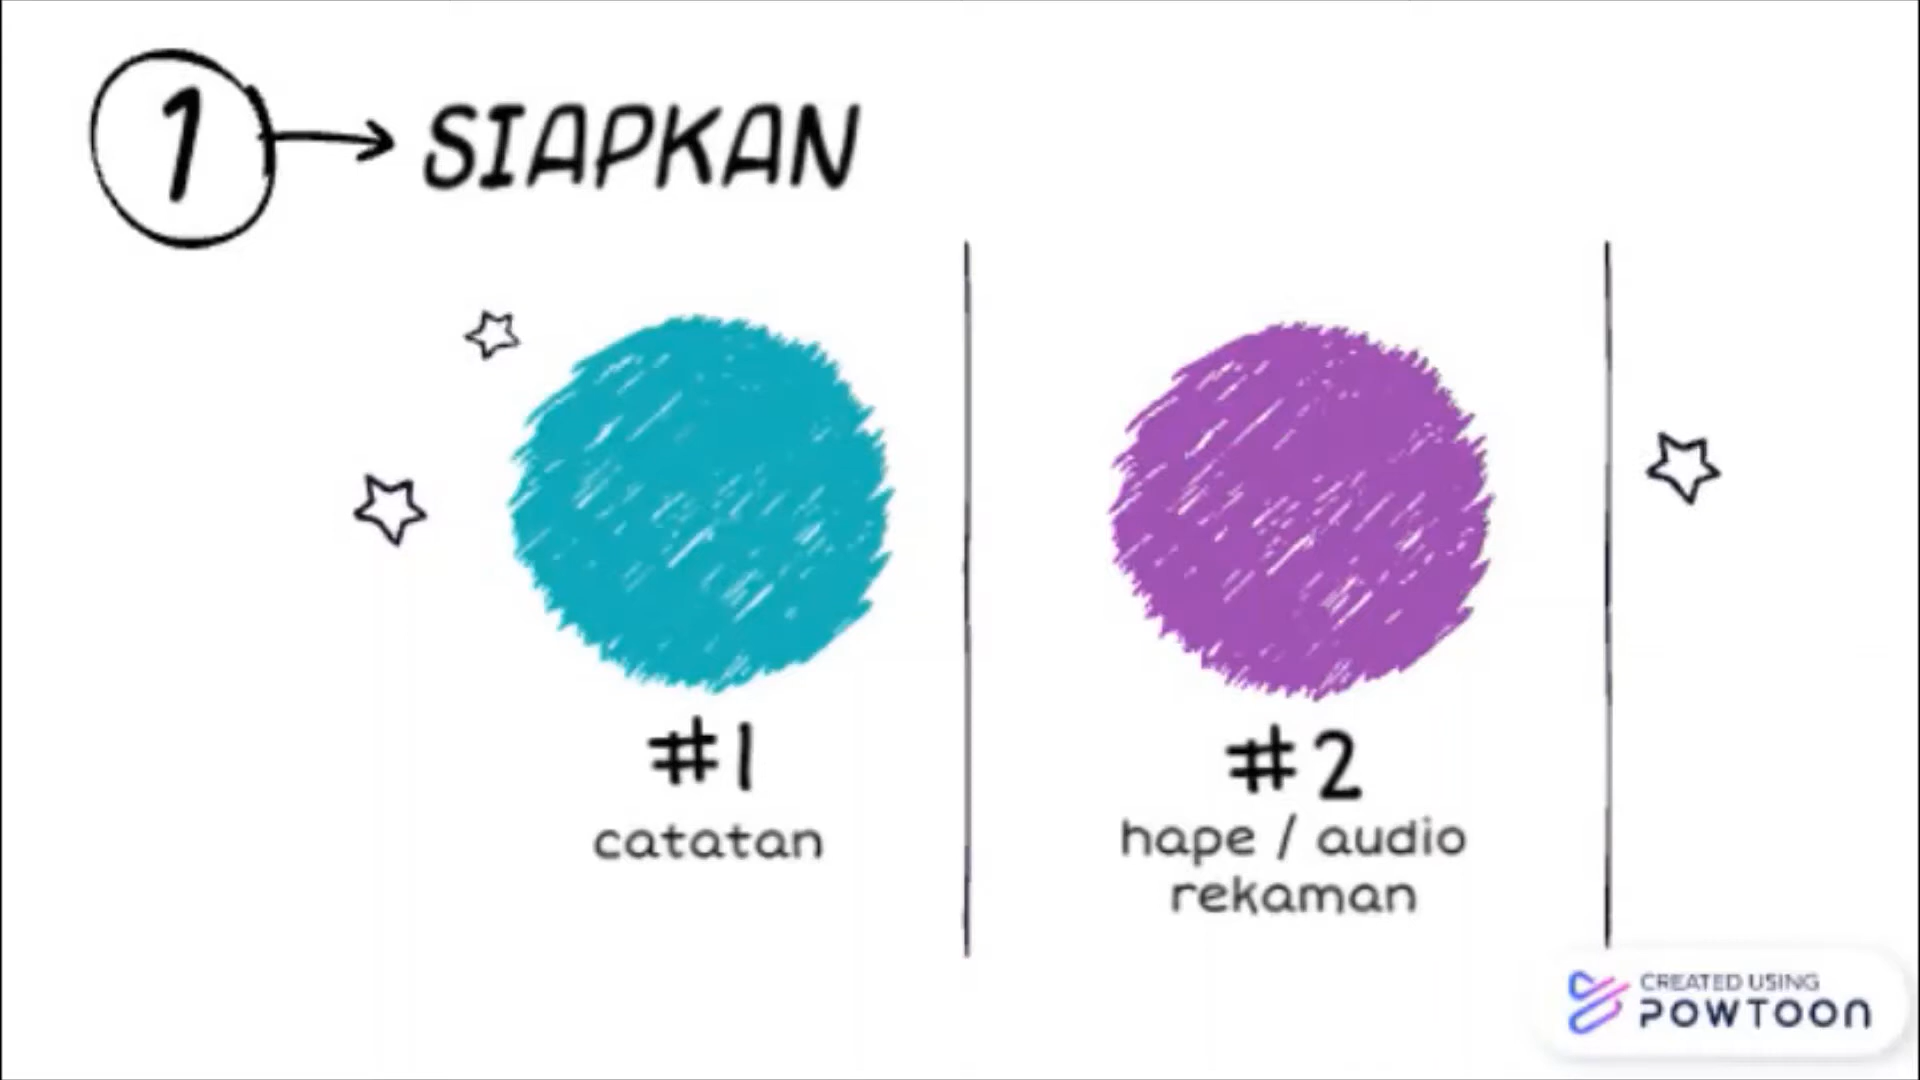 1 → SIAPKAN
#1
catatan
#2
hape / audio
rekaman
CREATED USING
POWTOON